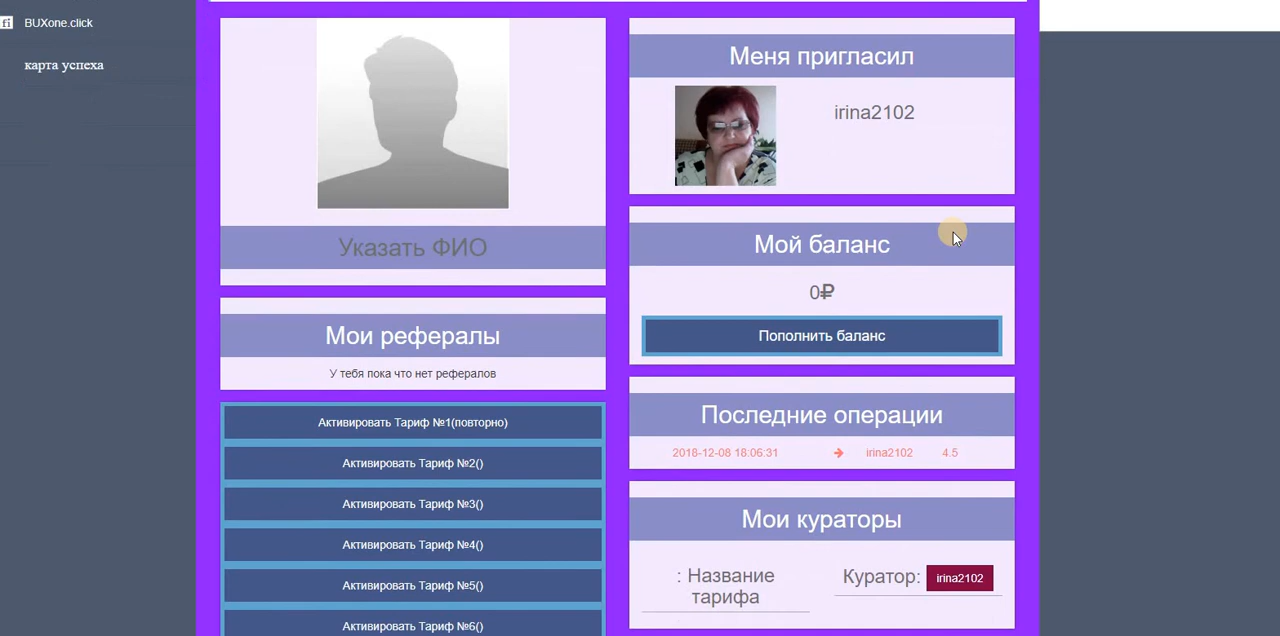 fi BUXone.click
карта успеха
Указать ФИО
Мои рефералы
У тебя пока что нет рефералов
Активировать Тариф №1(повторно)
Активировать Тариф №2()
Активировать Тариф №3()
Активировать Тариф №4()
Активировать Тариф №5()
Активировать Тариф №6()
Меня пригласил
irina2102
Мой баланс
0₽
Пополнить баланс
Последние операции
2018-12-08 18:06:31 irina2102 4.5
Мои кураторы
: Название
тарифа
Куратор: irina2102